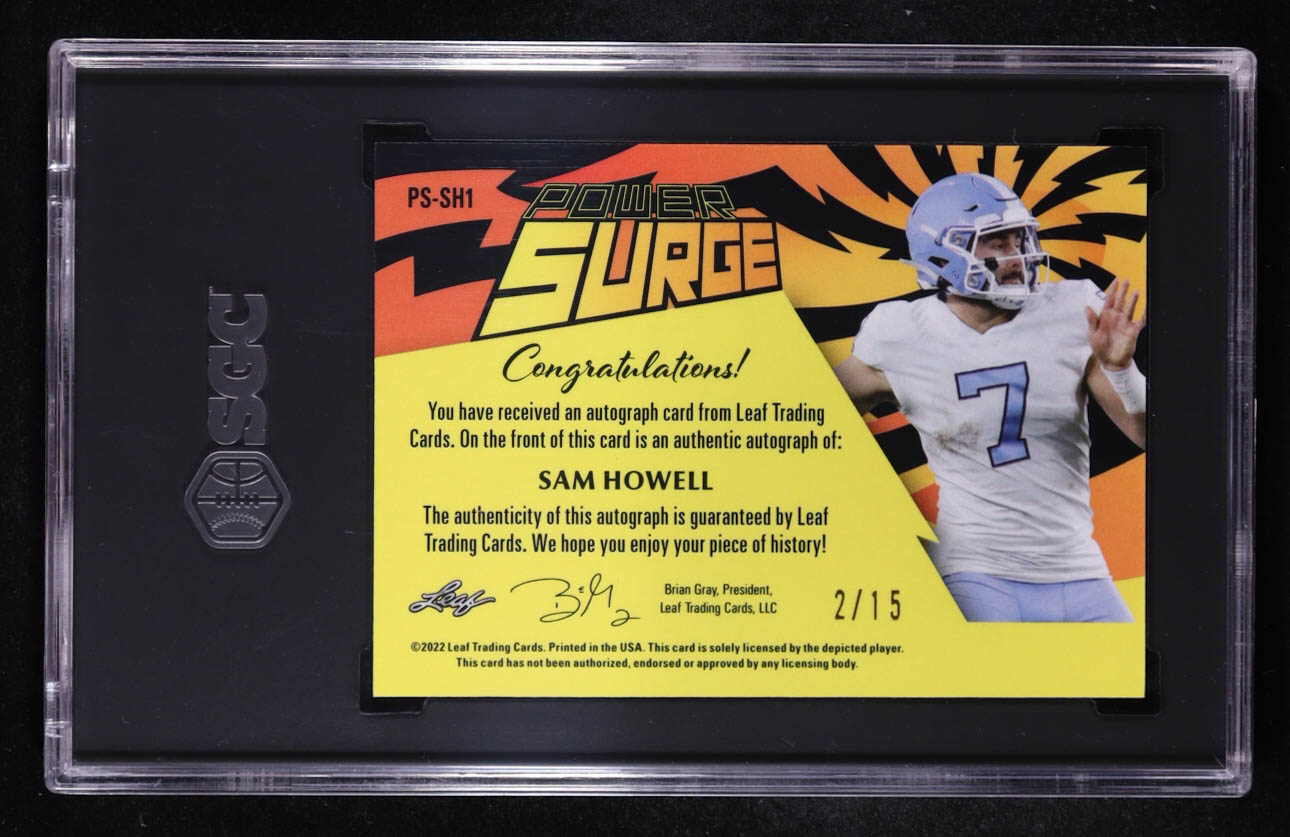 SGC
PS-SH1
POWER
SURGE
Congratulations!
You have received an autograph card from Leaf Trading
Cards. On the front of this card is an authentic autograph of:
SAM HOWELL
The authenticity of this autograph is guaranteed by Leaf
Trading Cards. We hope you enjoy your piece of history!
Leaf
Brian Gray, President,
Leaf Trading Cards, LLC
2/15
©2022 Leaf Trading Cards. Printed in the USA. This card is solely licensed by the depicted player.
This card has not been authorized, endorsed or approved by any licensing body.
7